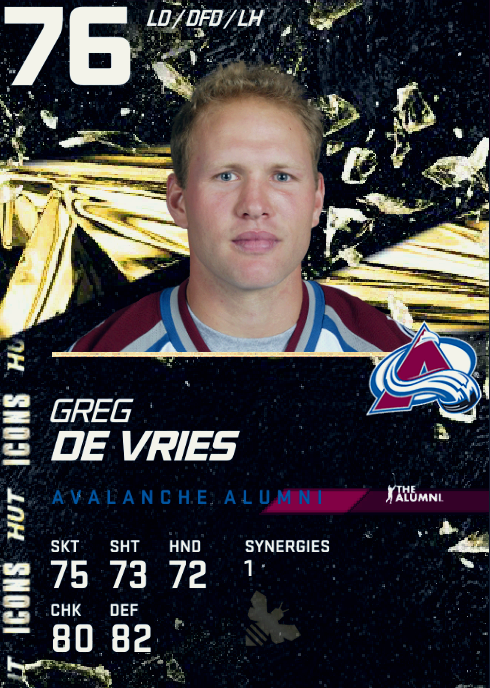 76 LD / DFD / LH
GREG
DE VRIES
AVALANCHE ALUMNI
THE
ALUMNI
SKT SHT HND SYNERGIES
75 73 72 1
CHK DEF
80 82
HUT
ICONS
HUT
ICONS